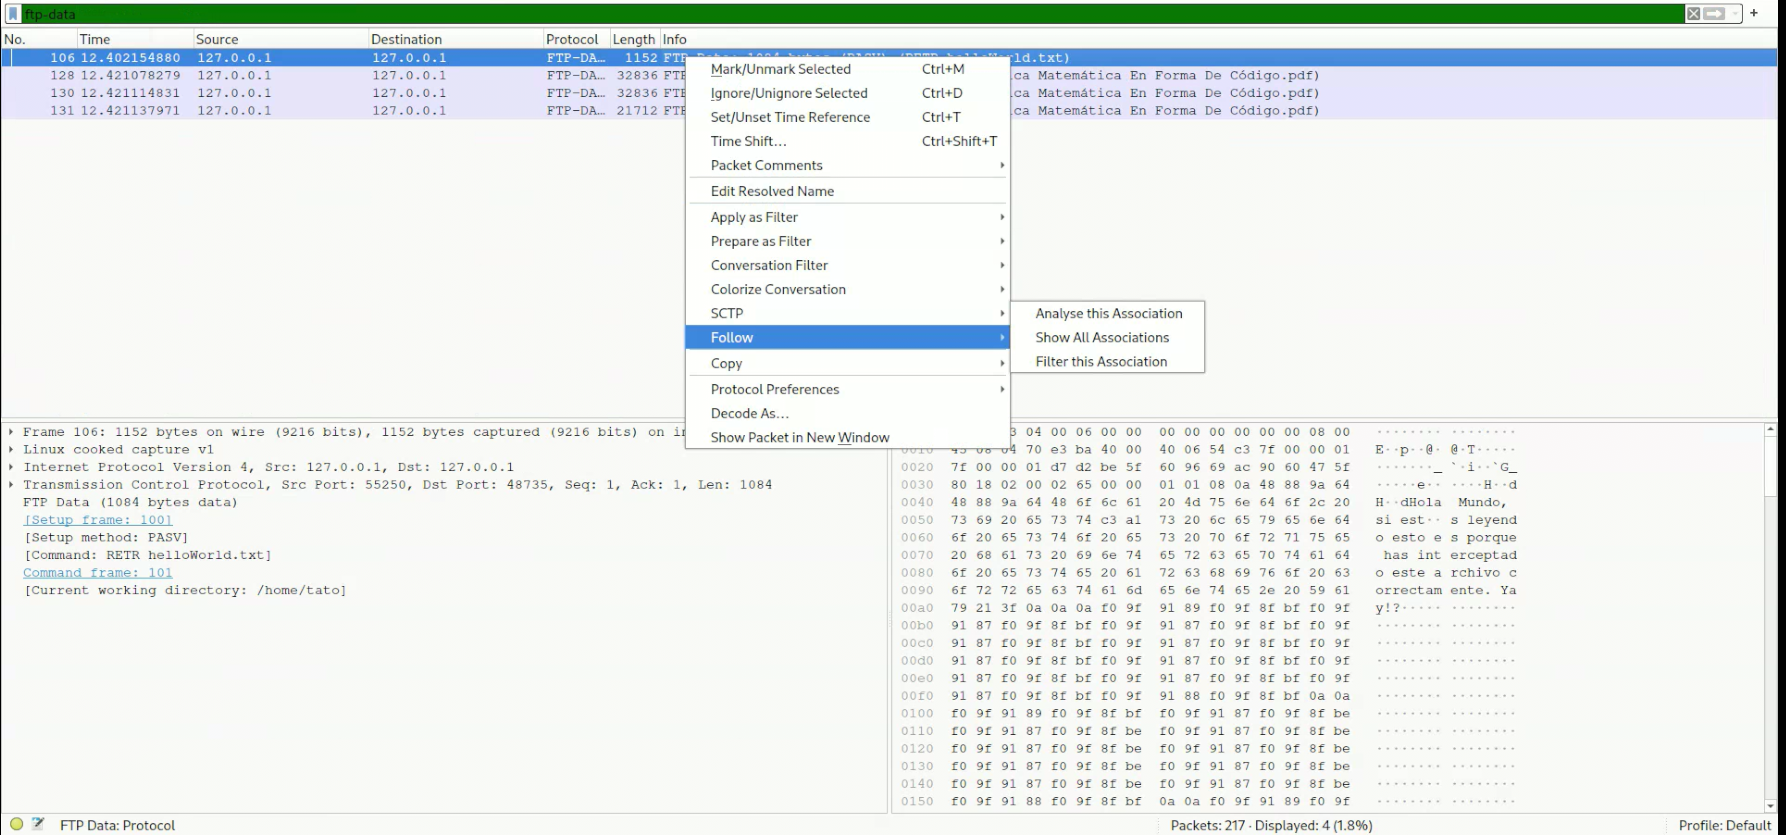 ftp-data
No. Time Source Destination Protocol Length Info
106 12.402154880 127.0.0.1 127.0.0.1 FTP-DA… 1152 FTP Data: 1084 bytes (PASV) (RETR helloWorld.txt)
128 12.421078279 127.0.0.1 127.0.0.1 FTP-DA… 32836 FTP ica Matemática En Forma De Código.pdf)
130 12.421114831 127.0.0.1 127.0.0.1 FTP-DA… 32836 FTP ica Matemática En Forma De Código.pdf)
131 12.421137971 127.0.0.1 127.0.0.1 FTP-DA… 21712 FTP ica Matemática En Forma De Código.pdf)
Mark/Unmark Selected Ctrl+M
Ignore/Unignore Selected Ctrl+D
Set/Unset Time Reference Ctrl+T
Time Shift… Ctrl+Shift+T
Packet Comments
Edit Resolved Name
Apply as Filter
Prepare as Filter
Conversation Filter
Colorize Conversation
SCTP
Follow
Copy
Protocol Preferences
Decode As…
Show Packet in New Window
Analyse this Association
Show All Associations
Filter this Association
Frame 106: 1152 bytes on wire (9216 bits), 1152 bytes captured (9216 bits) on in
Linux cooked capture v1
Internet Protocol Version 4, Src: 127.0.0.1, Dst: 127.0.0.1
Transmission Control Protocol, Src Port: 55250, Dst Port: 48735, Seq: 1, Ack: 1, Len: 1084
FTP Data (1084 bytes data)
[Setup frame: 100]
[Setup method: PASV]
[Command: RETR helloWorld.txt]
Command frame: 101
[Current working directory: /home/tato]
04 00 06 00 00 00 00 00 00 00 00 08 00 ········ ········
0010 45 08 04 70 e3 ba 40 00 40 06 54 c3 7f 00 00 01 E··p··@· @·T·····
0020 7f 00 00 01 d7 d2 be 5f 60 96 69 ac 90 60 47 5f ·······_ `·i··`G_
0030 80 18 02 00 02 65 00 00 01 01 08 0a 48 88 9a 64 ·····e·· ····H··d
0040 48 88 9a 64 48 6f 6c 61 20 4d 75 6e 64 6f 2c 20 H··dHola Mundo,
0050 73 69 20 65 73 74 c3 a1 73 20 6c 65 79 65 6e 64 si est·· s leyend
0060 6f 20 65 73 74 6f 20 65 73 20 70 6f 72 71 75 65 o esto e s porque
0070 20 68 61 73 20 69 6e 74 65 72 63 65 70 74 61 64 has int erceptad
0080 6f 20 65 73 74 65 20 61 72 63 68 69 76 6f 20 63 o este a rchivo c
0090 6f 72 72 65 63 74 61 6d 65 6e 74 65 2e 20 59 61 orrectam ente. Ya
00a0 79 21 3f 0a 0a 0a f0 9f 91 89 f0 9f 8f bf f0 9f y!?····· ········
00b0 91 87 f0 9f 8f bf f0 9f 91 87 f0 9f 8f bf f0 9f ········ ········
00c0 91 87 f0 9f 8f bf f0 9f 91 87 f0 9f 8f bf f0 9f ········ ········
00d0 91 87 f0 9f 8f bf f0 9f 91 87 f0 9f 8f bf f0 9f ········ ········
00e0 91 87 f0 9f 8f bf f0 9f 91 87 f0 9f 8f bf f0 9f ········ ········
00f0 91 87 f0 9f 8f bf f0 9f 91 88 f0 9f 8f bf 0a 0a ········ ········
0100 f0 9f 91 89 f0 9f 8f bf f0 9f 91 87 f0 9f 8f be ········ ········
0110 f0 9f 91 87 f0 9f 8f be f0 9f 91 87 f0 9f 8f be ········ ········
0120 f0 9f 91 87 f0 9f 8f be f0 9f 91 87 f0 9f 8f be ········ ········
0130 f0 9f 91 87 f0 9f 8f be f0 9f 91 87 f0 9f 8f be ········ ········
0140 f0 9f 91 87 f0 9f 8f be f0 9f 91 87 f0 9f 8f be ········ ········
0150 f0 9f 91 88 f0 9f 8f bf 0a 0a f0 9f 91 89 f0 9f ········ ········
FTP Data: Protocol Packets: 217 · Displayed: 4 (1.8%) Profile: Default